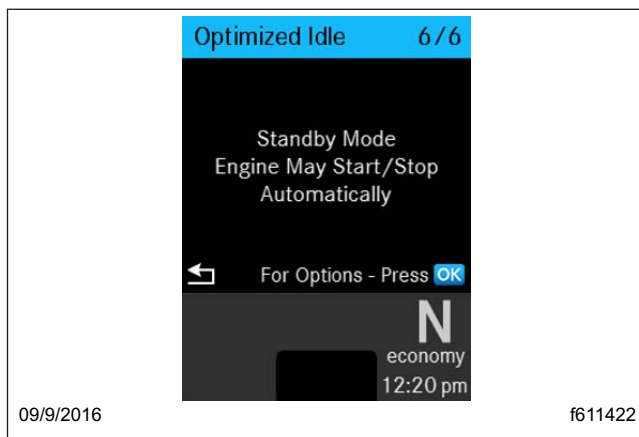 Optimized Idle 6/6
Standby Mode
Engine May Start/Stop
Automatically
For Options - Press OK
N
economy
12:20 pm
09/9/2016 f611422